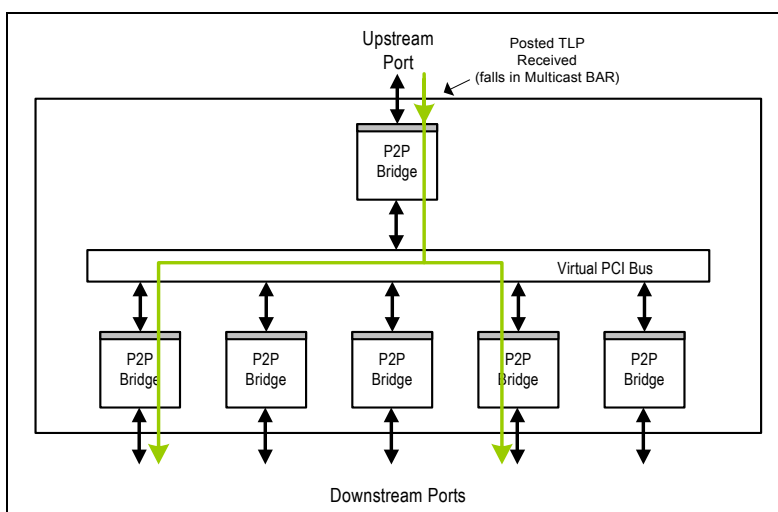 Upstream
Port
Posted TLP
Received
(falls in Multicast BAR)
P2P
Bridge
Virtual PCI Bus
P2P
Bridge
P2P
Bridge
P2P
Bridge
P2P
Bridge
P2P
Bridge
Downstream Ports